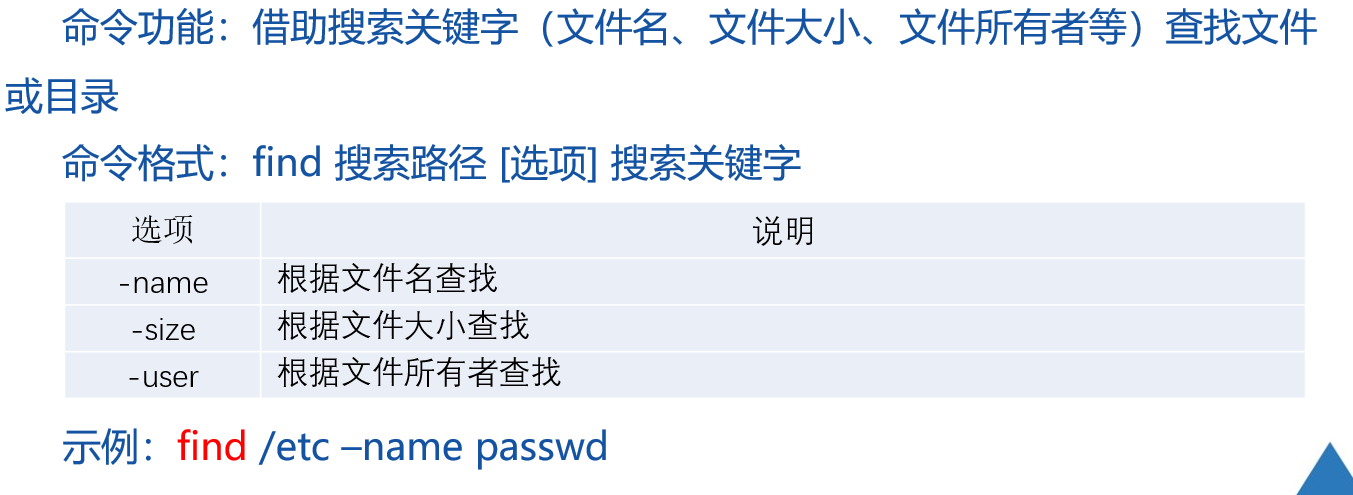 命令功能：借助搜索关键字（文件名、文件大小、文件所有者等）查找文件
或目录
命令格式：find 搜索路径 [选项] 搜索关键字
选项 说明
-name 根据文件名查找
-size 根据文件大小查找
-user 根据文件所有者查找
示例：find /etc –name passwd